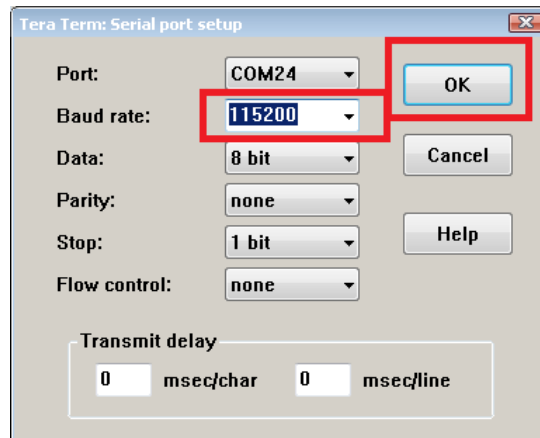 Tera Term: Serial port setup
Port: COM24
OK
Baud rate: 115200
Data: 8 bit
Cancel
Parity: none
Stop: 1 bit
Help
Flow control: none
Transmit delay
0 msec/char 0 msec/line